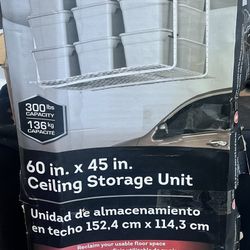 300 lbs
CAPACITY
136 kg
CAPACITÉ
60 in. x 45 in.
Ceiling Storage Unit
Unidad de almacenamiento
en techo 152,4 cm x 114,3 cm
Reclaim your usable floor space